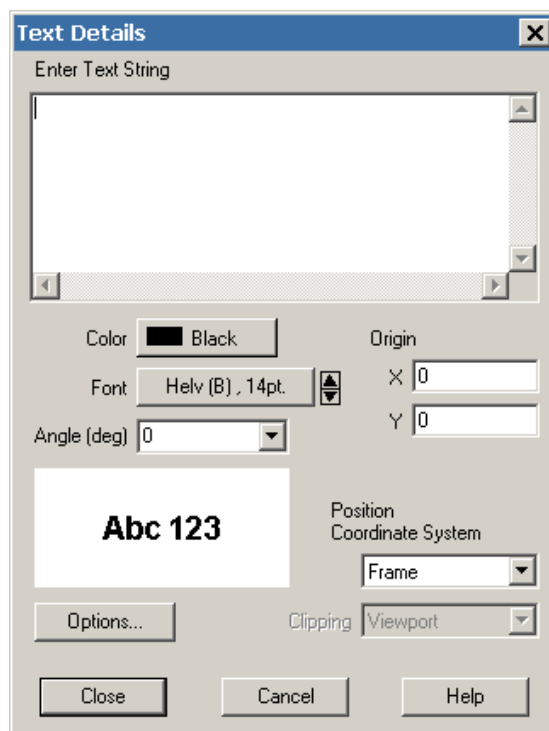 Text Details
Enter Text String
Color Black
Origin
Font Helv (B) , 14pt.
X 0
Angle (deg) 0
Y 0
Abc 123
Position
Coordinate System
Frame
Options...
Clipping Viewport
Close Cancel Help